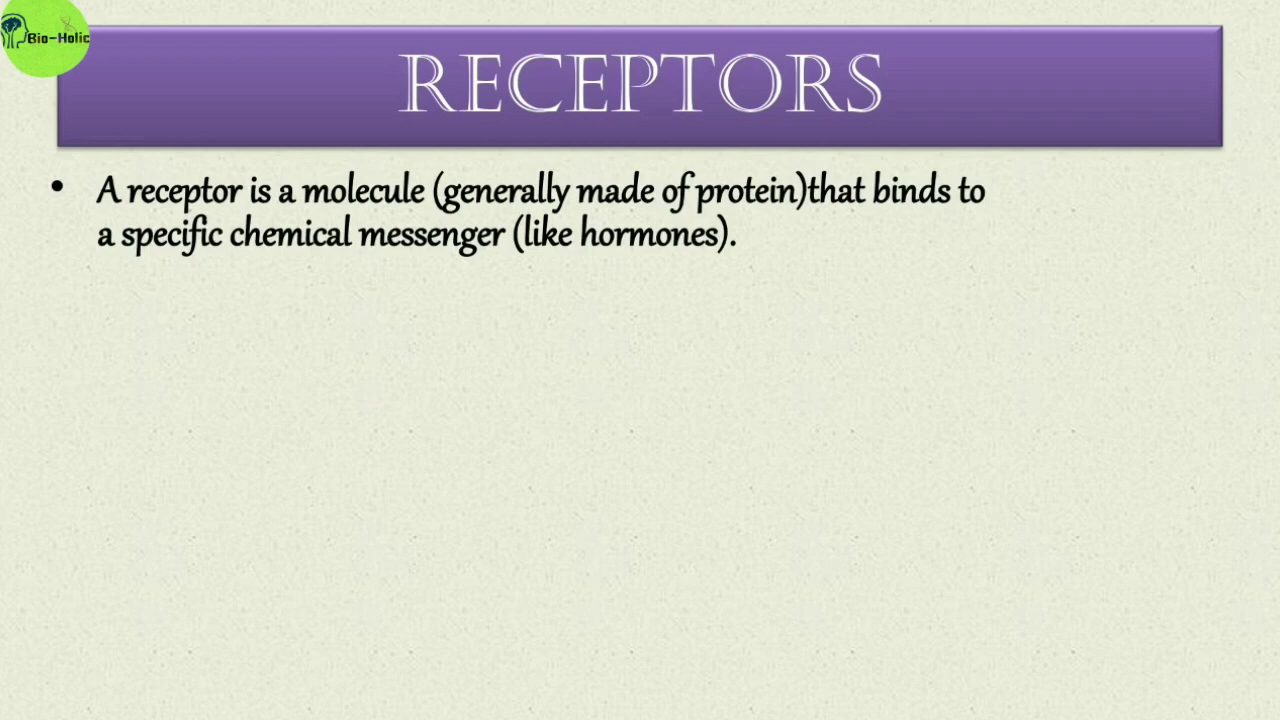 Bio-Holic
RECEPTORS
• A receptor is a molecule (generally made of protein)that binds to
a specific chemical messenger (like hormones).